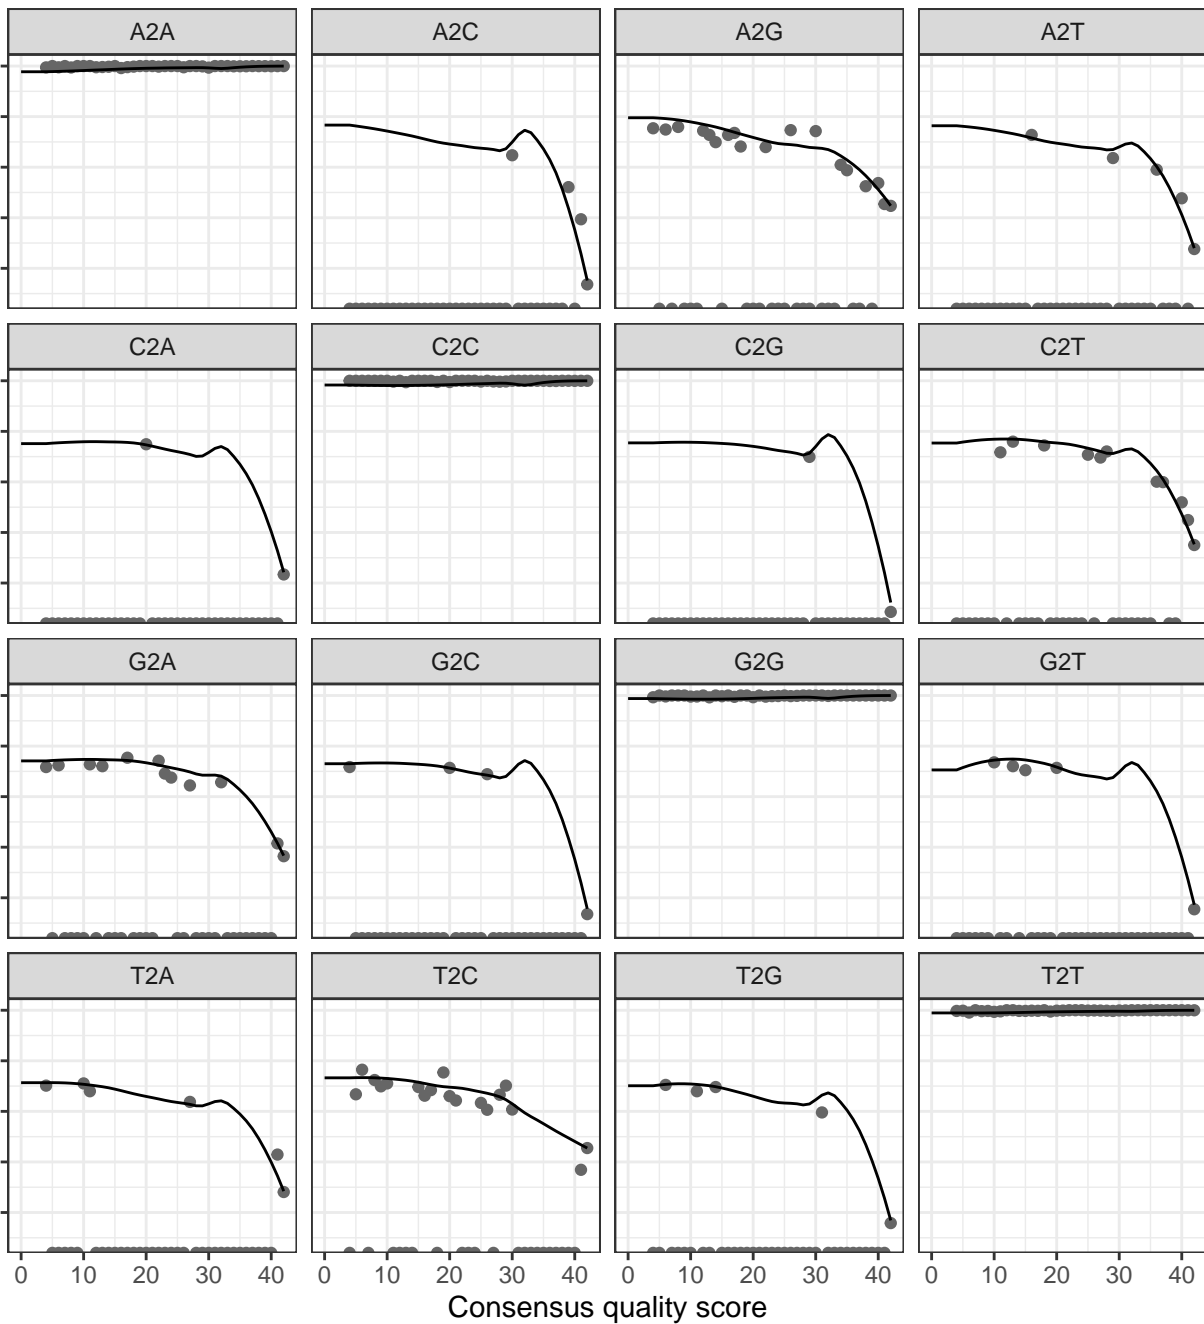 A2A A2C A2G A2T
C2A C2C C2G C2T
G2A G2C G2G G2T
T2A T2C T2G T2T
0 10 20 30 40 0 10 20 30 40 0 10 20 30 40 0 10 20 30 40
Consensus quality score